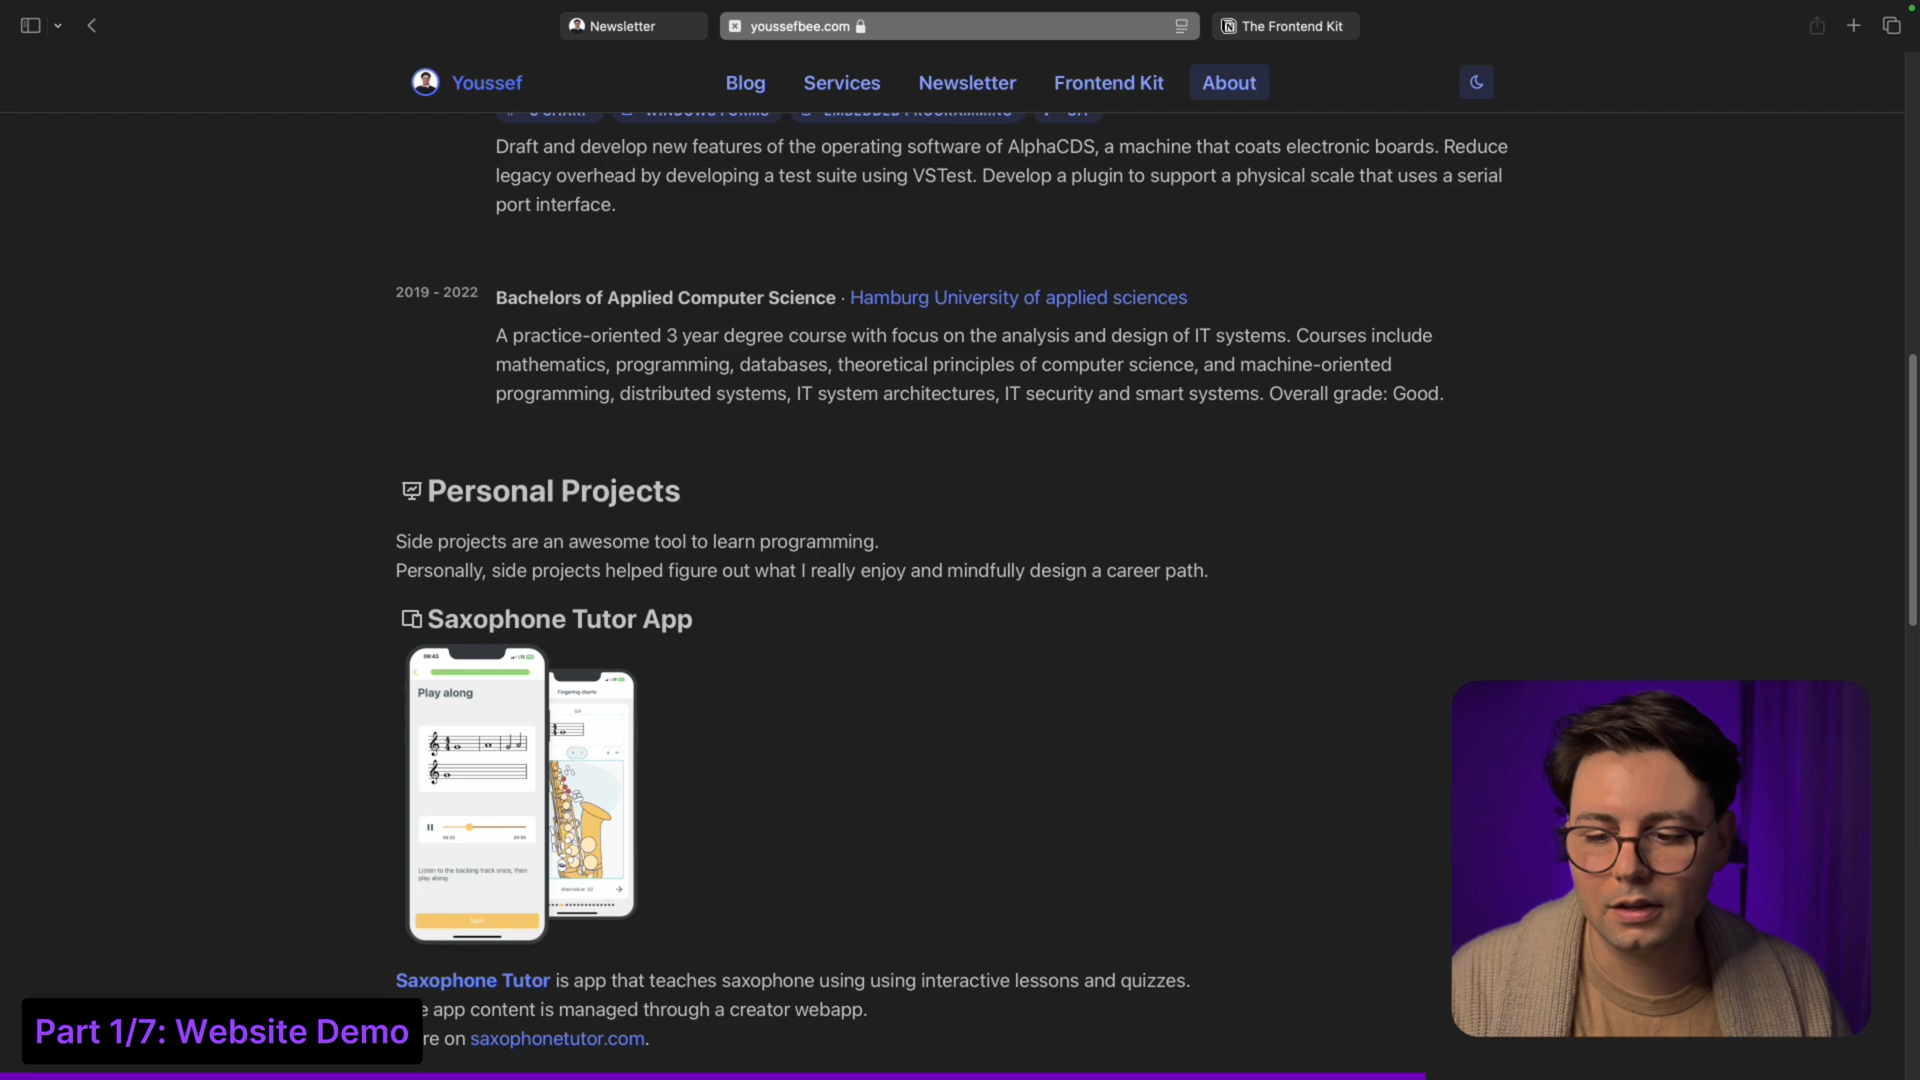 Newsletter
youssefbee.com
The Frontend Kit
Youssef
Blog
Services
Newsletter
Frontend Kit
About
Draft and develop new features of the operating software of AlphaCDS, a machine that coats electronic boards. Reduce
legacy overhead by developing a test suite using VSTest. Develop a plugin to support a physical scale that uses a serial
port interface.
2019 - 2022
Bachelors of Applied Computer Science · Hamburg University of applied sciences
A practice-oriented 3 year degree course with focus on the analysis and design of IT systems. Courses include
mathematics, programming, databases, theoretical principles of computer science, and machine-oriented
programming, distributed systems, IT system architectures, IT security and smart systems. Overall grade: Good.
Personal Projects
Side projects are an awesome tool to learn programming.
Personally, side projects helped figure out what I really enjoy and mindfully design a career path.
Saxophone Tutor App
09:43
Play along
Listen to the backing track once, then
play along
Next
Fingering charts
Saxophone Tutor is app that teaches saxophone using using interactive lessons and quizzes.
e app content is managed through a creator webapp.
re on saxophonetutor.com.
Part 1/7: Website Demo